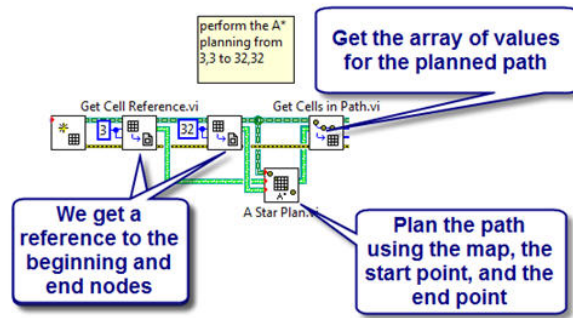 perform the A*
planning from
3,3 to 32,32
Get the array of values
for the planned path
Get Cell Reference.vi
Get Cells in Path.vi
3
32
A*
A Star Plan.vi
We get a
reference to the
beginning and
end nodes
Plan the path
using the map, the
start point, and the
end point